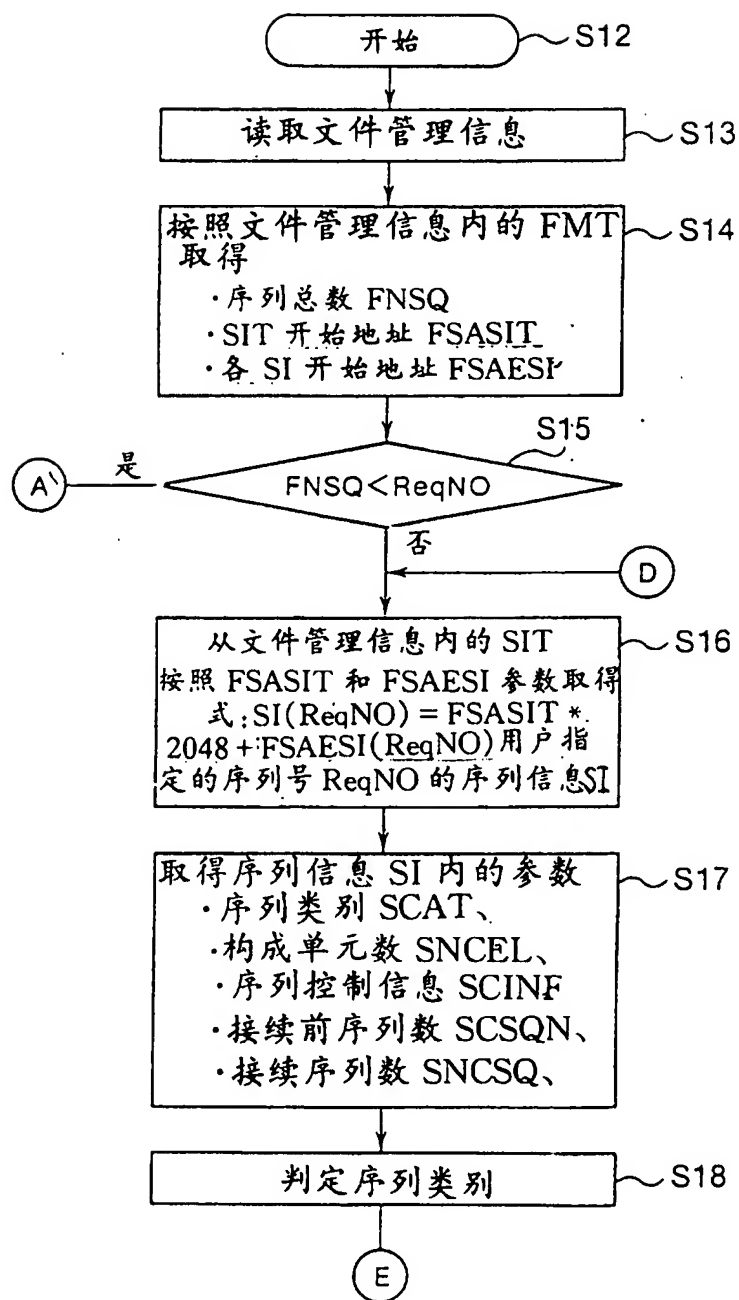 开始
S12
读取文件管理信息
S13
按照文件管理信息内的 FMT
取得
·序列总数 FNSQ
·SIT 开始地址 FSASIT
·各 SI 开始地址 FSAESI
S14
S15
FNSQ<ReqNO
是
A'
否
D
从文件管理信息内的 SIT
按照 FSASIT 和 FSAESI 参数取得
式:SI(ReqNO)=FSASIT *
2048+FSAESI(ReqNO)用户指
定的序列号 ReqNO 的序列信息SI
S16
取得序列信息 SI 内的参数
·序列类别 SCAT、
·构成单元数 SNCEL、
·序列控制信息 SCINF
·接续前序列数 SCSQN、
·接续序列数 SNCSQ、
S17
判定序列类别
S18
E